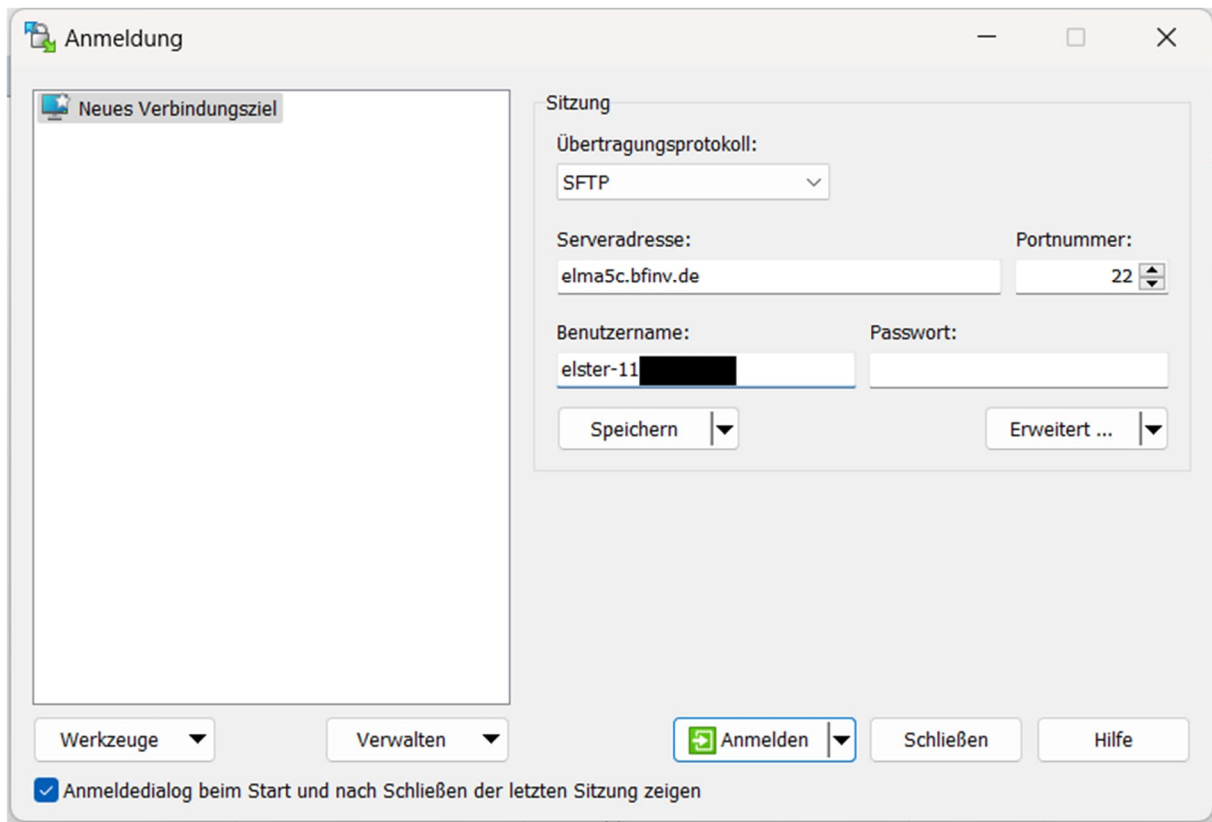 Anmeldung
Neues Verbindungsziel
Sitzung
Übertragungsprotokoll:
SFTP
Serveradresse:
Portnummer:
elma5c.bfinv.de
22
Benutzername:
Passwort:
elster-11
Speichern
Erweitert ...
Werkzeuge
Verwalten
Anmelden
Schließen
Hilfe
Anmeldedialog beim Start und nach Schließen der letzten Sitzung zeigen